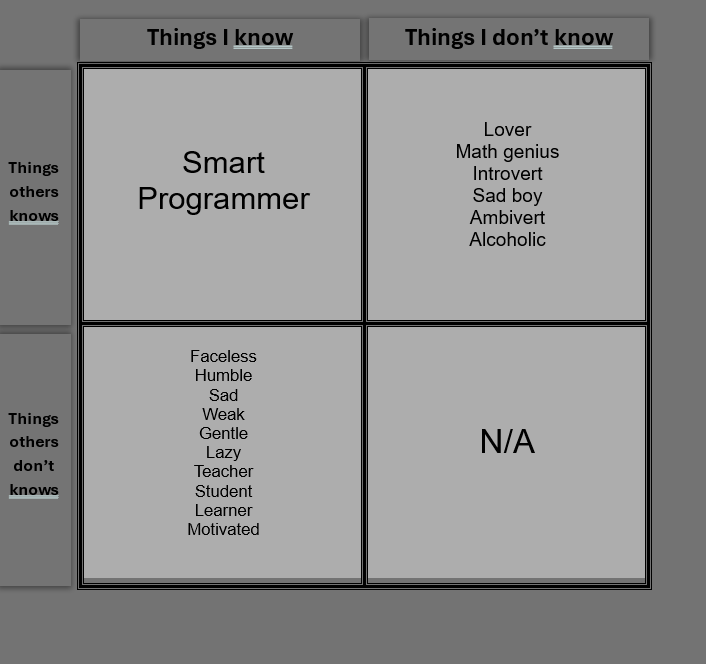 Things I know
Things I don’t know
Things
others
knows
Smart
Programmer
Lover
Math genius
Introvert
Sad boy
Ambivert
Alcoholic
Things
others
don’t
knows
Faceless
Humble
Sad
Weak
Gentle
Lazy
Teacher
Student
Learner
Motivated
N/A